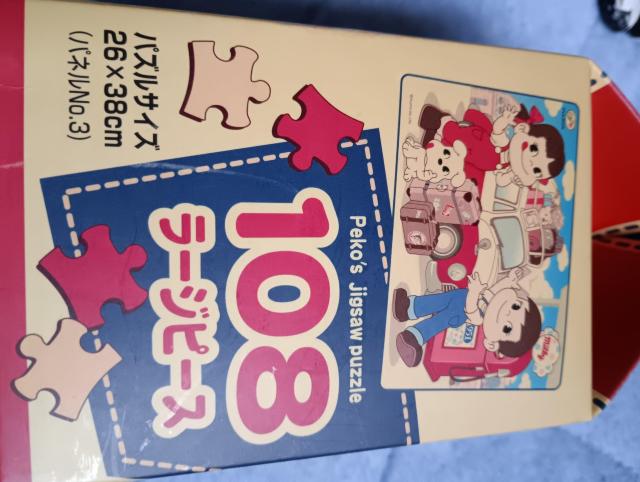 Peko's jigsaw puzzle
108
ラージピース
パズルサイズ
26×38cm
(パネルNo.3)
Milky